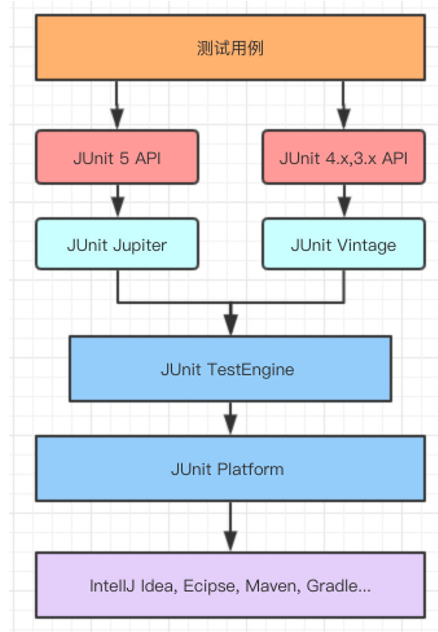 测试用例
JUnit 5 API
JUnit 4.x,3.x API
JUnit Jupiter
JUnit Vintage
JUnit TestEngine
JUnit Platform
IntellJ Idea, Ecipse, Maven, Gradle...